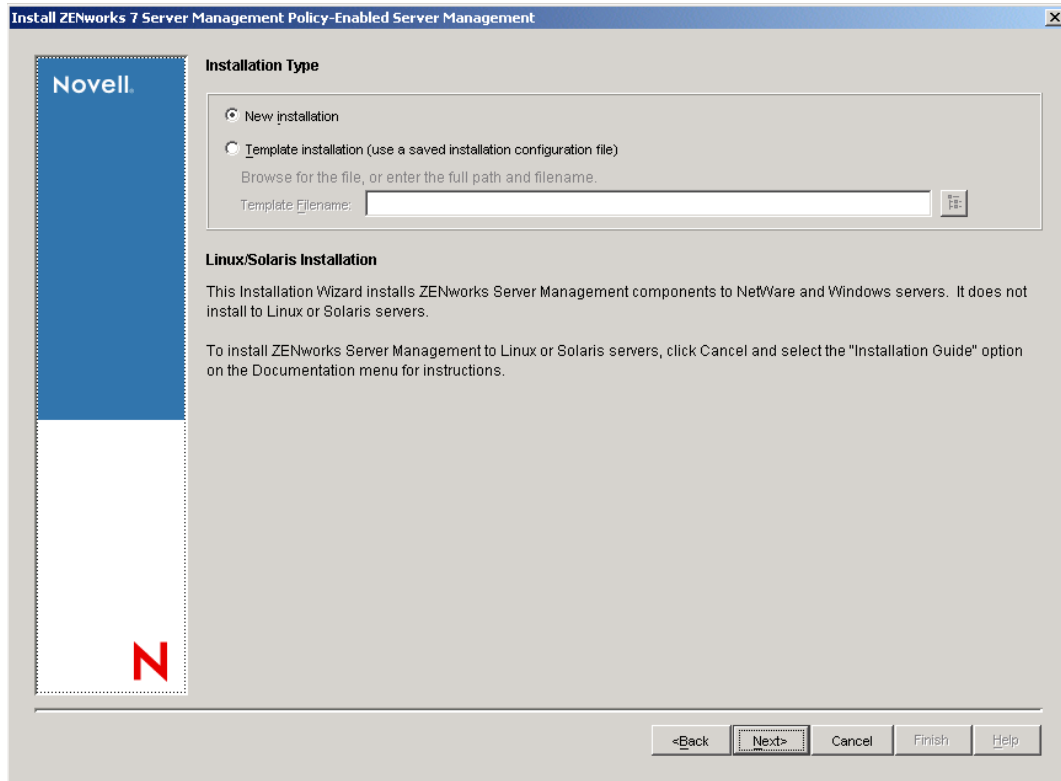 Install ZENworks 7 Server Management Policy-Enabled Server Management
Novell.
Installation Type
New installation
Template installation (use a saved installation configuration file)
Browse for the file, or enter the full path and filename.
Template Filename:
Linux/Solaris Installation
This Installation Wizard installs ZENworks Server Management components to NetWare and Windows servers. It does not
install to Linux or Solaris servers.
To install ZENworks Server Management to Linux or Solaris servers, click Cancel and select the "Installation Guide" option
on the Documentation menu for instructions.
N
<Back Next> Cancel Finish Help